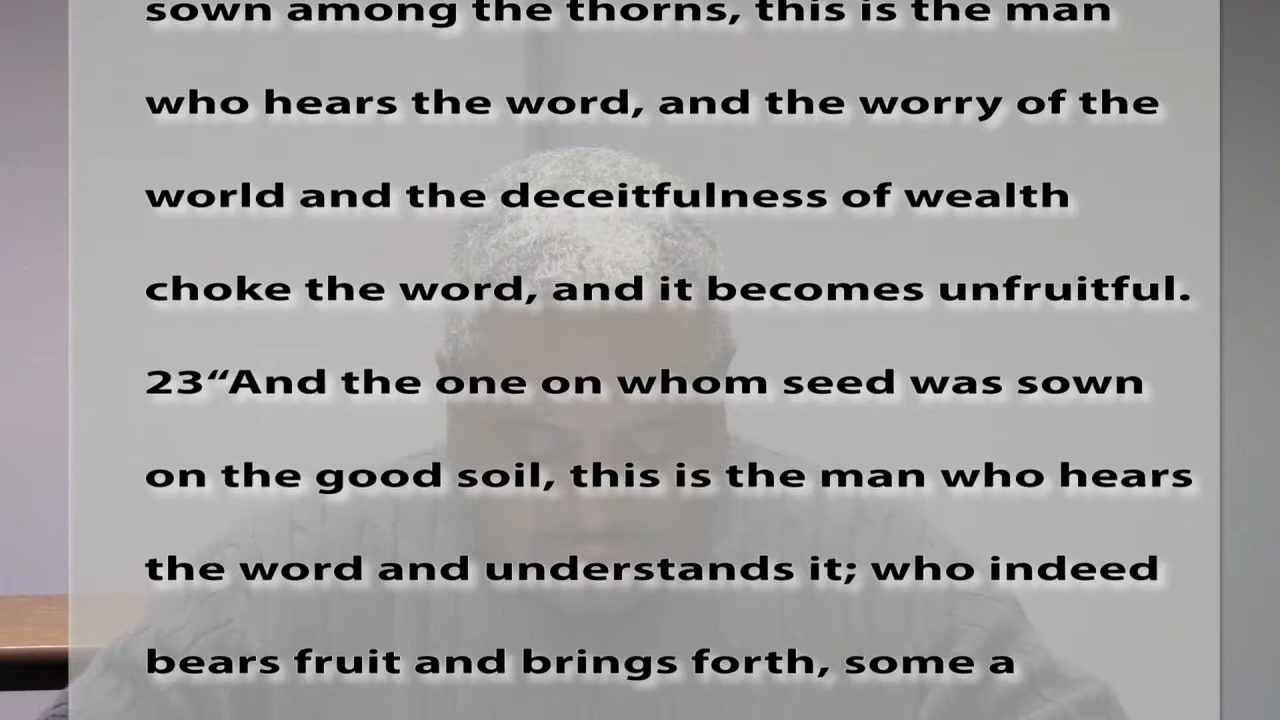 sown among the thorns, this is the man
who hears the word, and the worry of the
world and the deceitfulness of wealth
choke the word, and it becomes unfruitful.
23“And the one on whom seed was sown
on the good soil, this is the man who hears
the word and understands it; who indeed
bears fruit and brings forth, some a